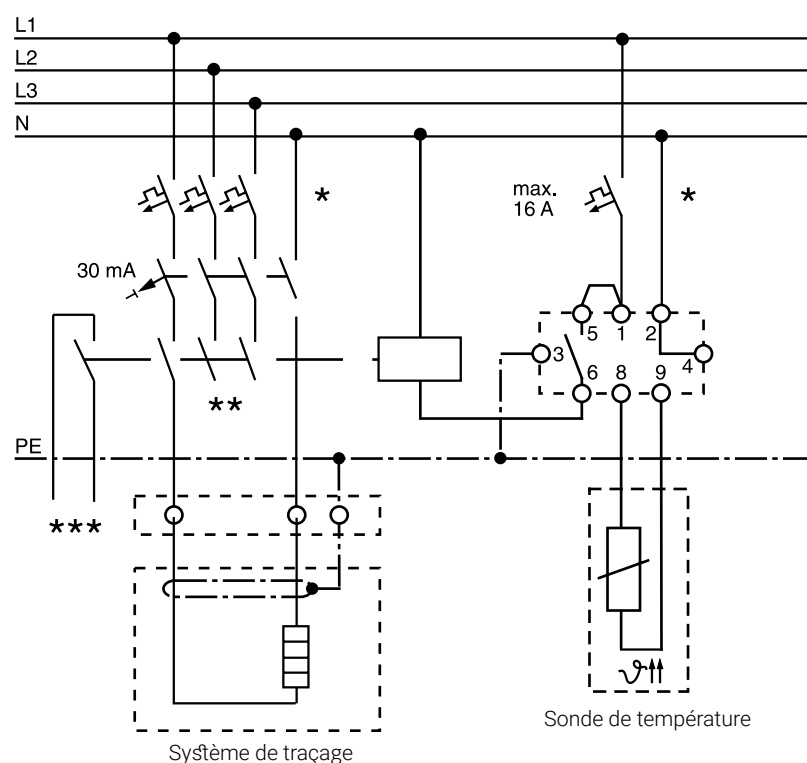 L1
L2
L3
N
*
max.
16 A
*
30 mA
5 1 2
3 4
6 8 9
**
PE
***
ϑ
Sonde de température
Système de traçage